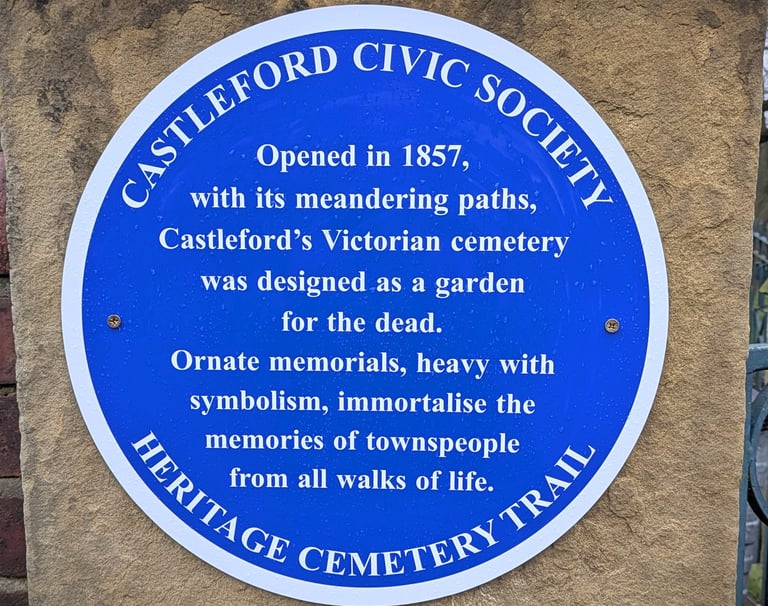 CASTLEFORD CIVIC SOCIETY
Opened in 1857,
with its meandering paths,
Castleford’s Victorian cemetery
was designed as a garden
for the dead.
Ornate memorials, heavy with
symbolism, immortalise the
memories of townspeople
from all walks of life.
HERITAGE CEMETERY TRAIL